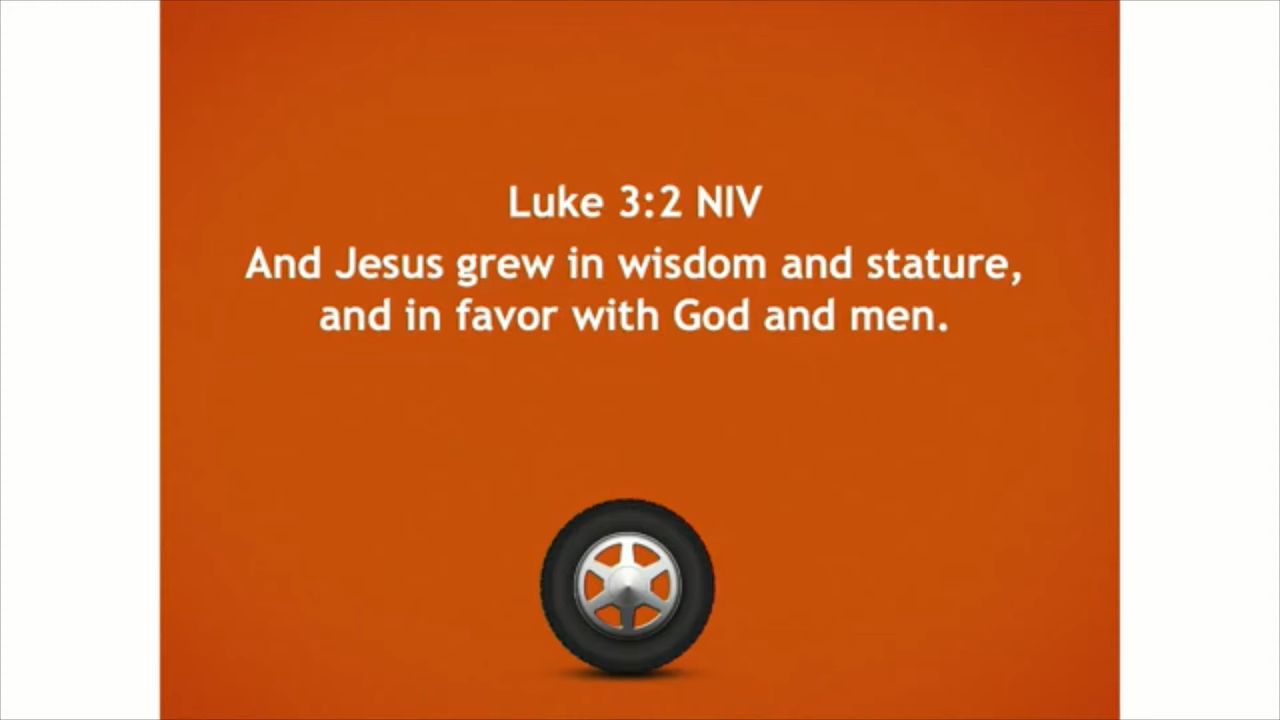 Luke 3:2 NIV
And Jesus grew in wisdom and stature,
and in favor with God and men.